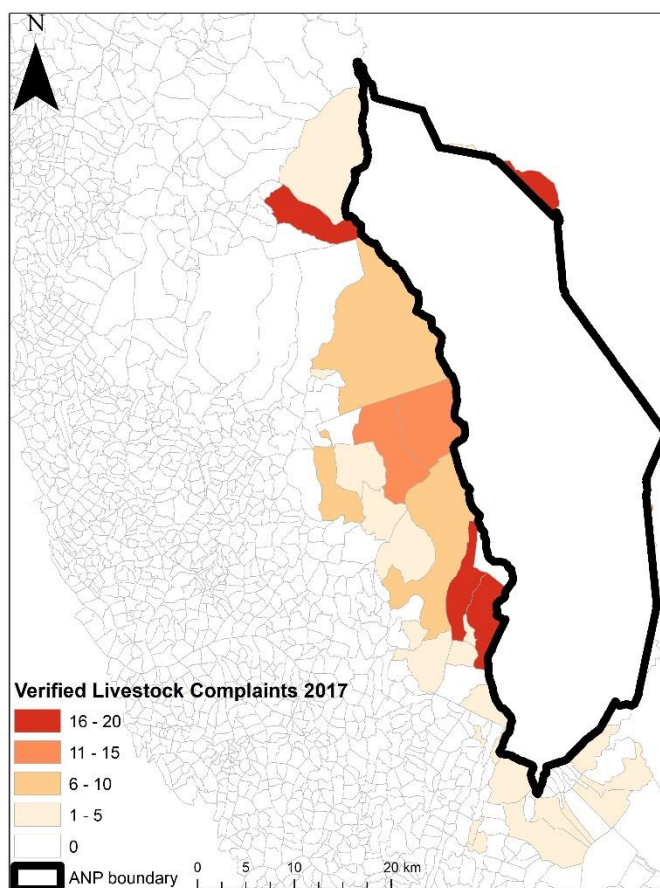 N
Verified Livestock Complaints 2017
16 - 20
11 - 15
6 - 10
1 - 5
0
ANP boundary
0 5 10 20 km